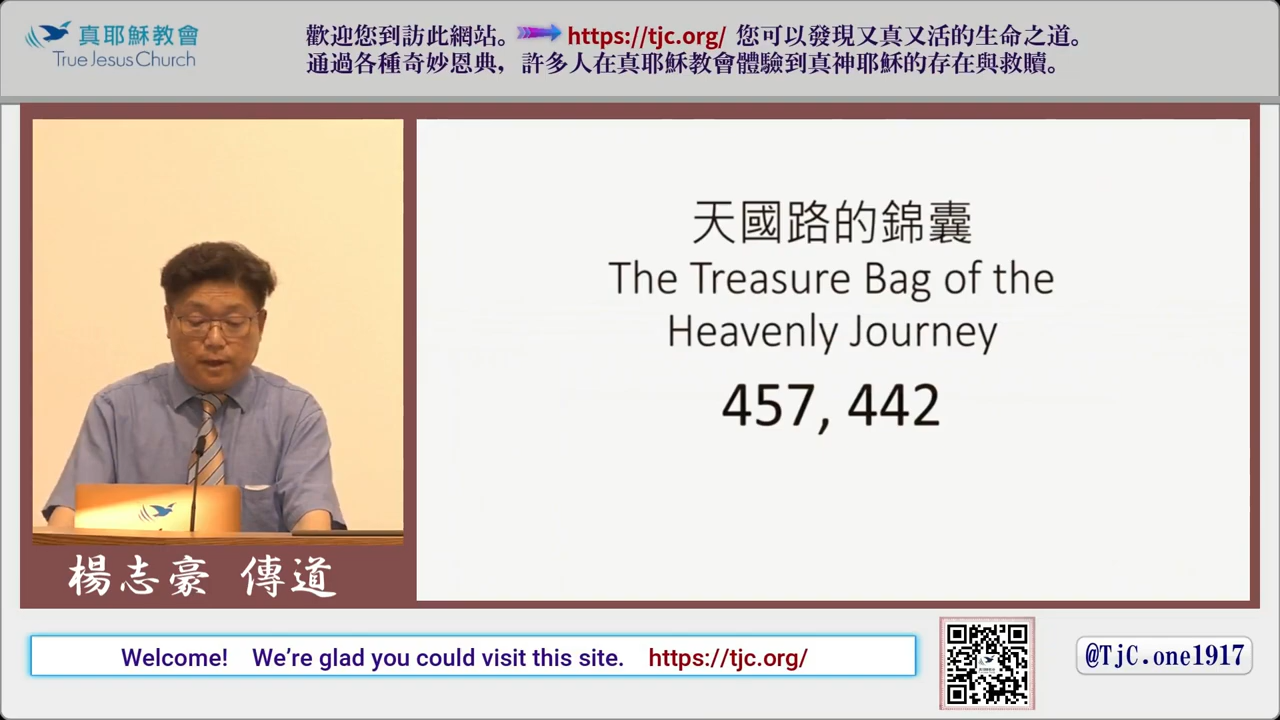 真耶穌教會
True Jesus Church
歡迎您到訪此網站。 https://tjc.org/ 您可以發現又真又活的生命之道。
通過各種奇妙恩典，許多人在真耶穌教會體驗到真神耶穌的存在與救贖。
天國路的錦囊
The Treasure Bag of the
Heavenly Journey
457, 442
楊志豪 傳道
Welcome! We’re glad you could visit this site. https://tjc.org/
@TjC.one1917